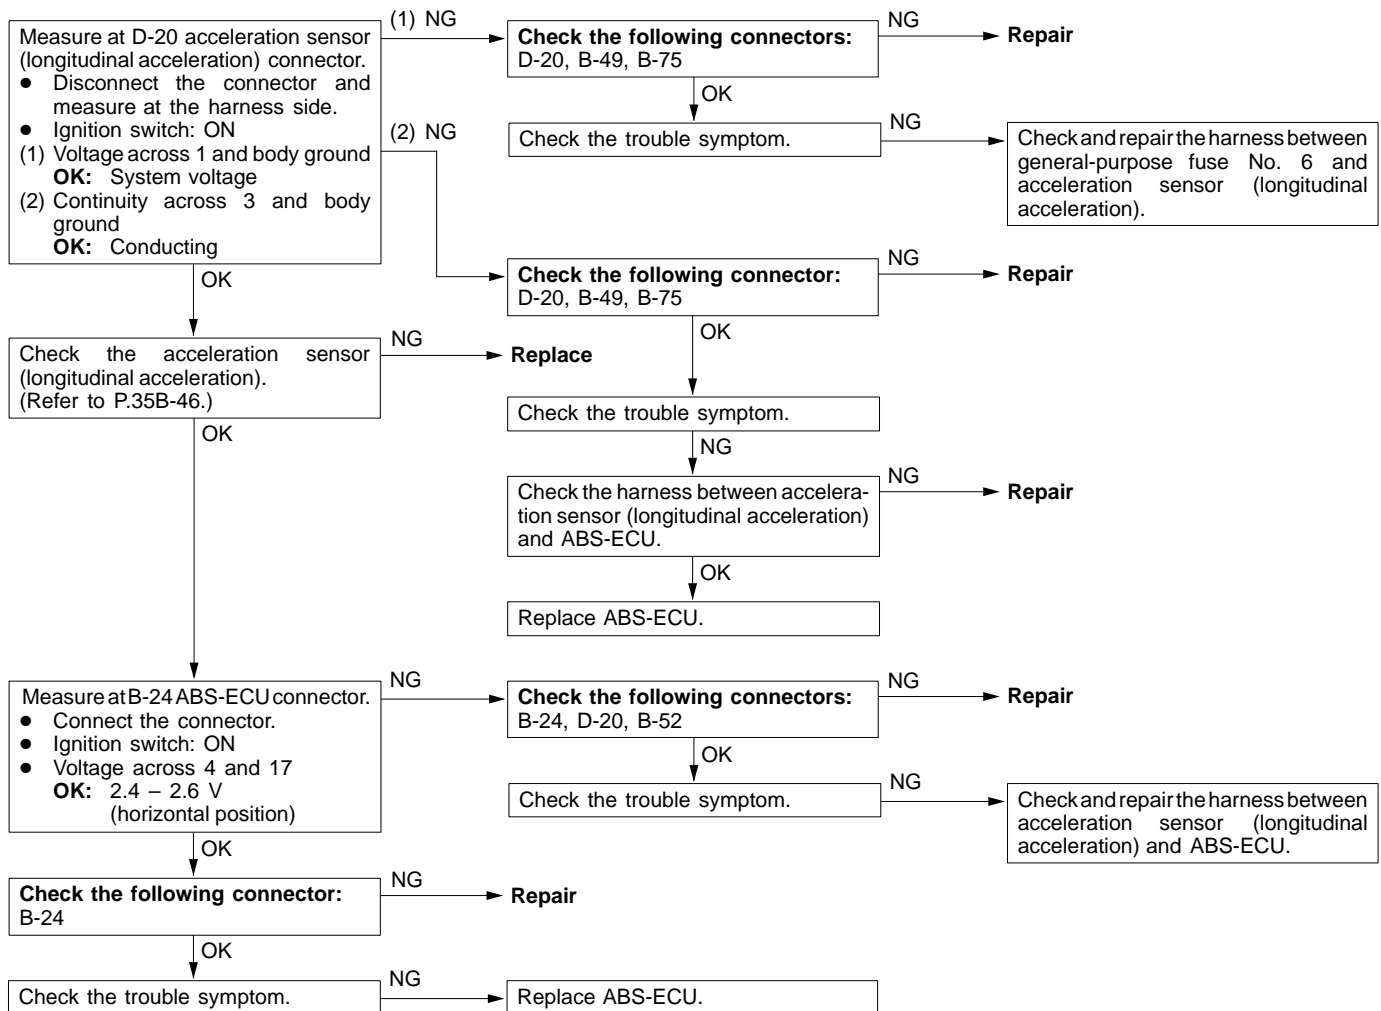 Measure at D-20 acceleration sensor
(longitudinal acceleration) connector.
● Disconnect the connector and
measure at the harness side.
● Ignition switch: ON
(1) Voltage across 1 and body ground
OK: System voltage
(2) Continuity across 3 and body
ground
OK: Conducting
(1) NG
Check the following connectors:
D-20, B-49, B-75
NG
Repair
OK
Check the trouble symptom.
NG
Check and repair the harness between
general-purpose fuse No. 6 and
acceleration sensor (longitudinal
acceleration).
(2) NG
Check the following connector:
D-20, B-49, B-75
NG
Repair
OK
Check the trouble symptom.
NG
Check the harness between accelera-
tion sensor (longitudinal acceleration)
and ABS-ECU.
NG
Repair
OK
Replace ABS-ECU.
OK
Check the acceleration sensor
(longitudinal acceleration).
(Refer to P.35B-46.)
NG
Replace
OK
Measure at B-24 ABS-ECU connector.
● Connect the connector.
● Ignition switch: ON
● Voltage across 4 and 17
OK: 2.4 – 2.6 V
(horizontal position)
NG
Check the following connectors:
B-24, D-20, B-52
NG
Repair
OK
Check the trouble symptom.
NG
Check and repair the harness between
acceleration sensor (longitudinal
acceleration) and ABS-ECU.
OK
Check the following connector:
B-24
NG
Repair
OK
Check the trouble symptom.
NG
Replace ABS-ECU.